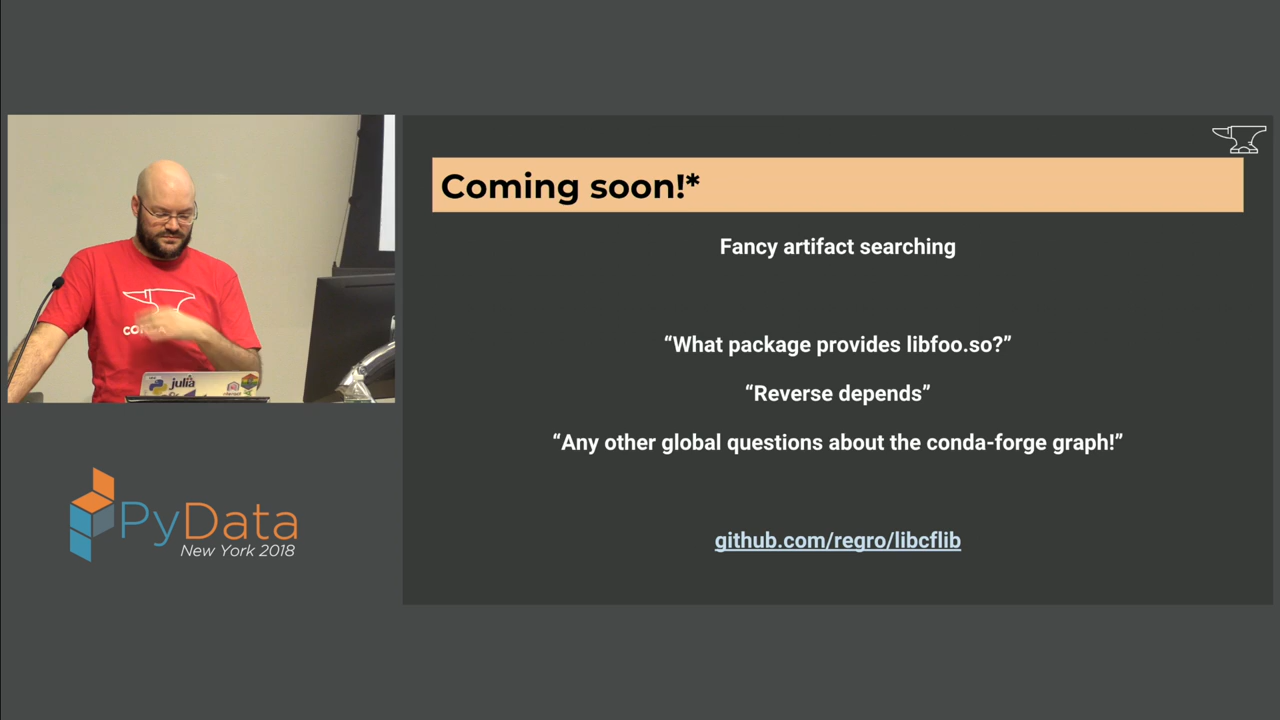 Coming soon!*
Fancy artifact searching
“What package provides libfoo.so?”
“Reverse depends”
“Any other global questions about the conda-forge graph!”
github.com/regro/libcflib
julia
PyData
New York 2018